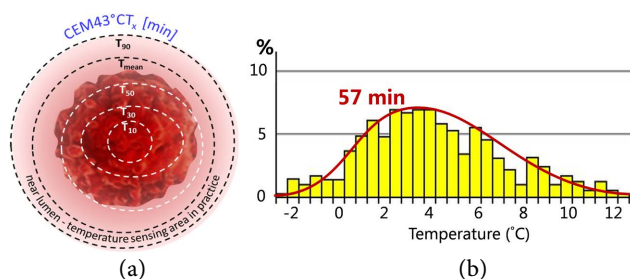 CEM43°CTₓ [min]
T₉₀
Tmean
T₅₀
T₃₀
T₁₀
near lumen - temperature sensing area in practice
(a)
%
10
5
0
57 min
-2 0 2 4 6 8 10 12
Temperature (˚C)
(b)